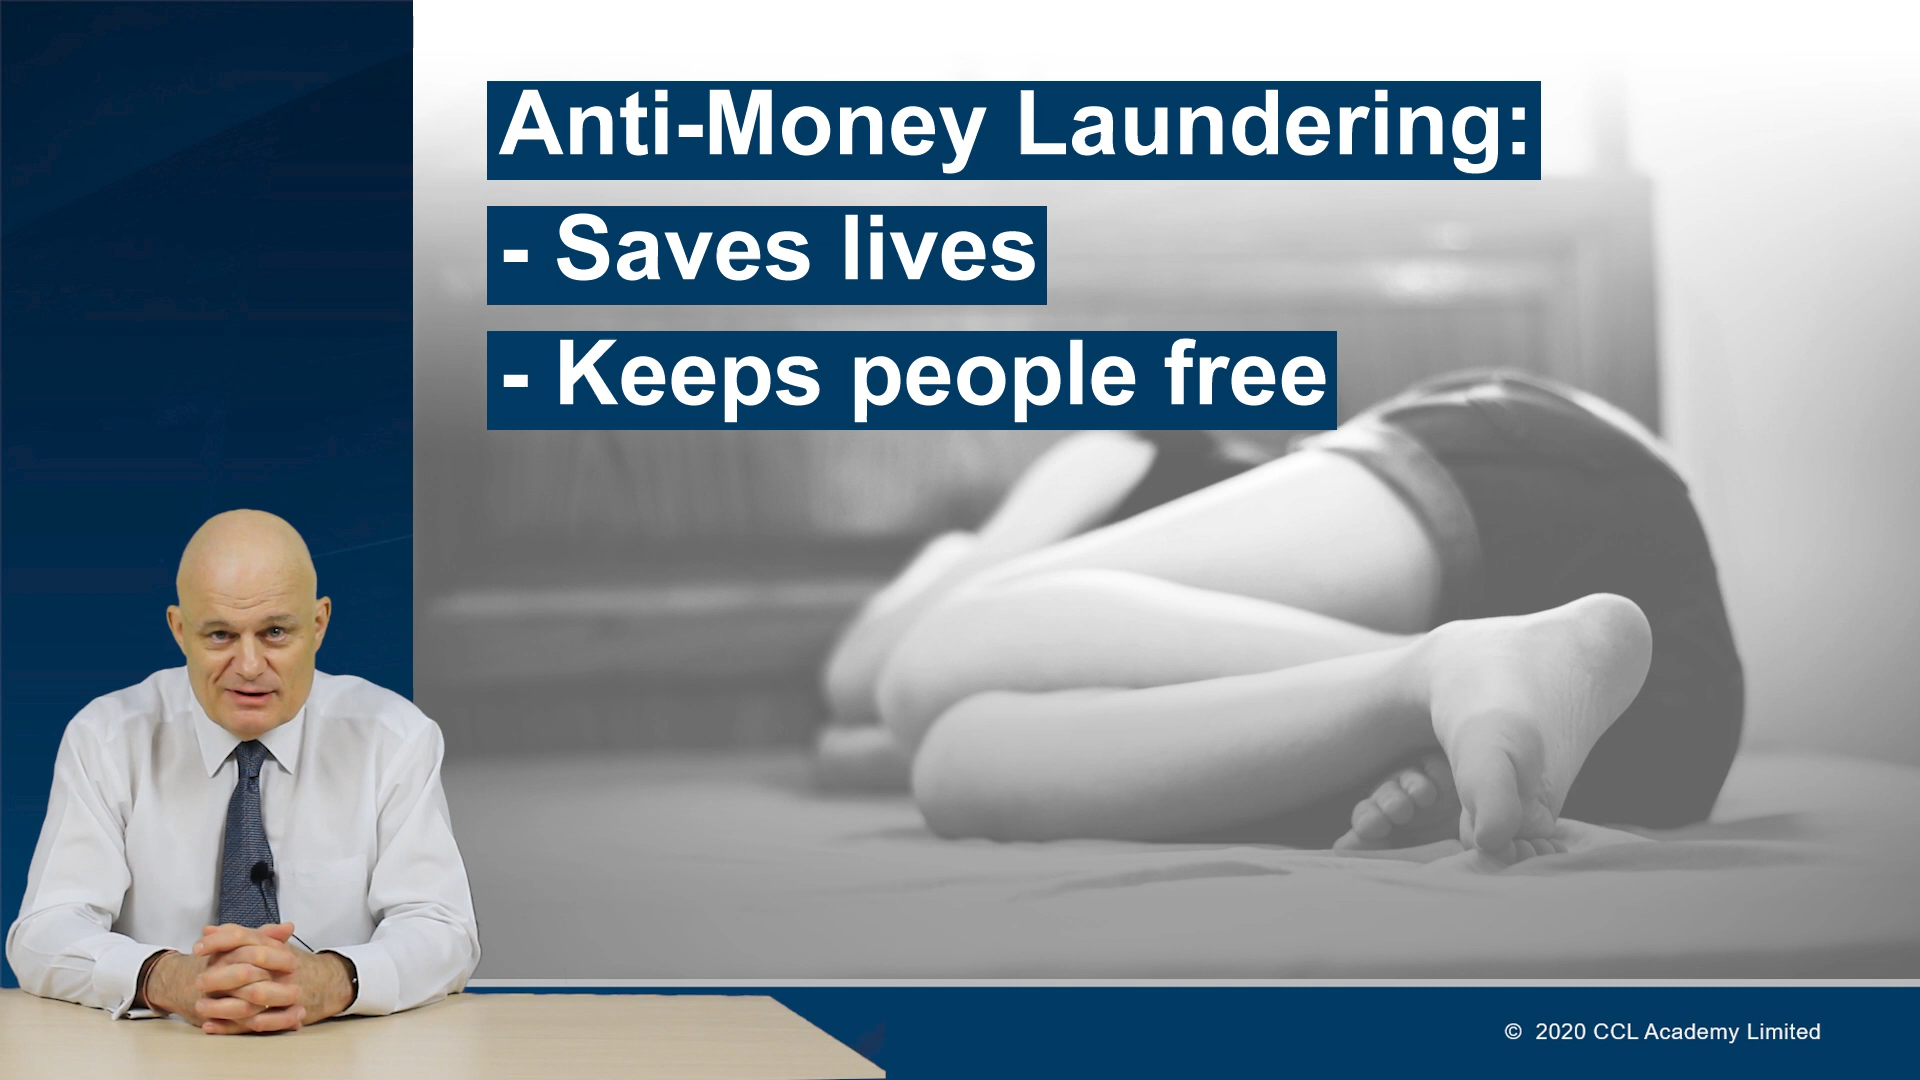 Anti-Money Laundering:
- Saves lives
- Keeps people free
© 2020 CCL Academy Limited